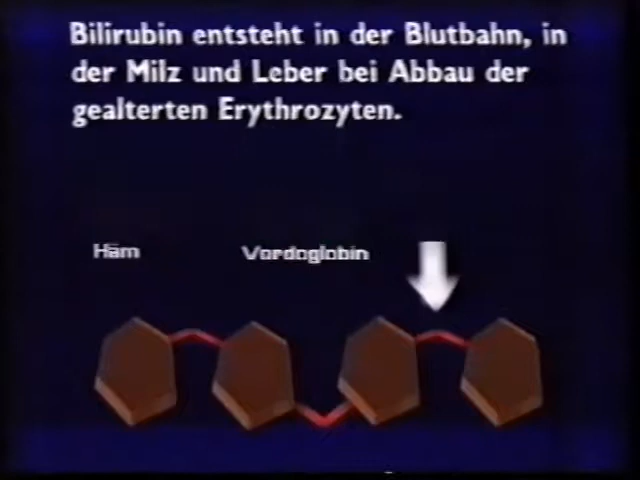 Bilirubin entsteht in der Blutbahn, in
der Milz und Leber bei Abbau der
gealterten Erythrozyten.
Häm Verdoglobin